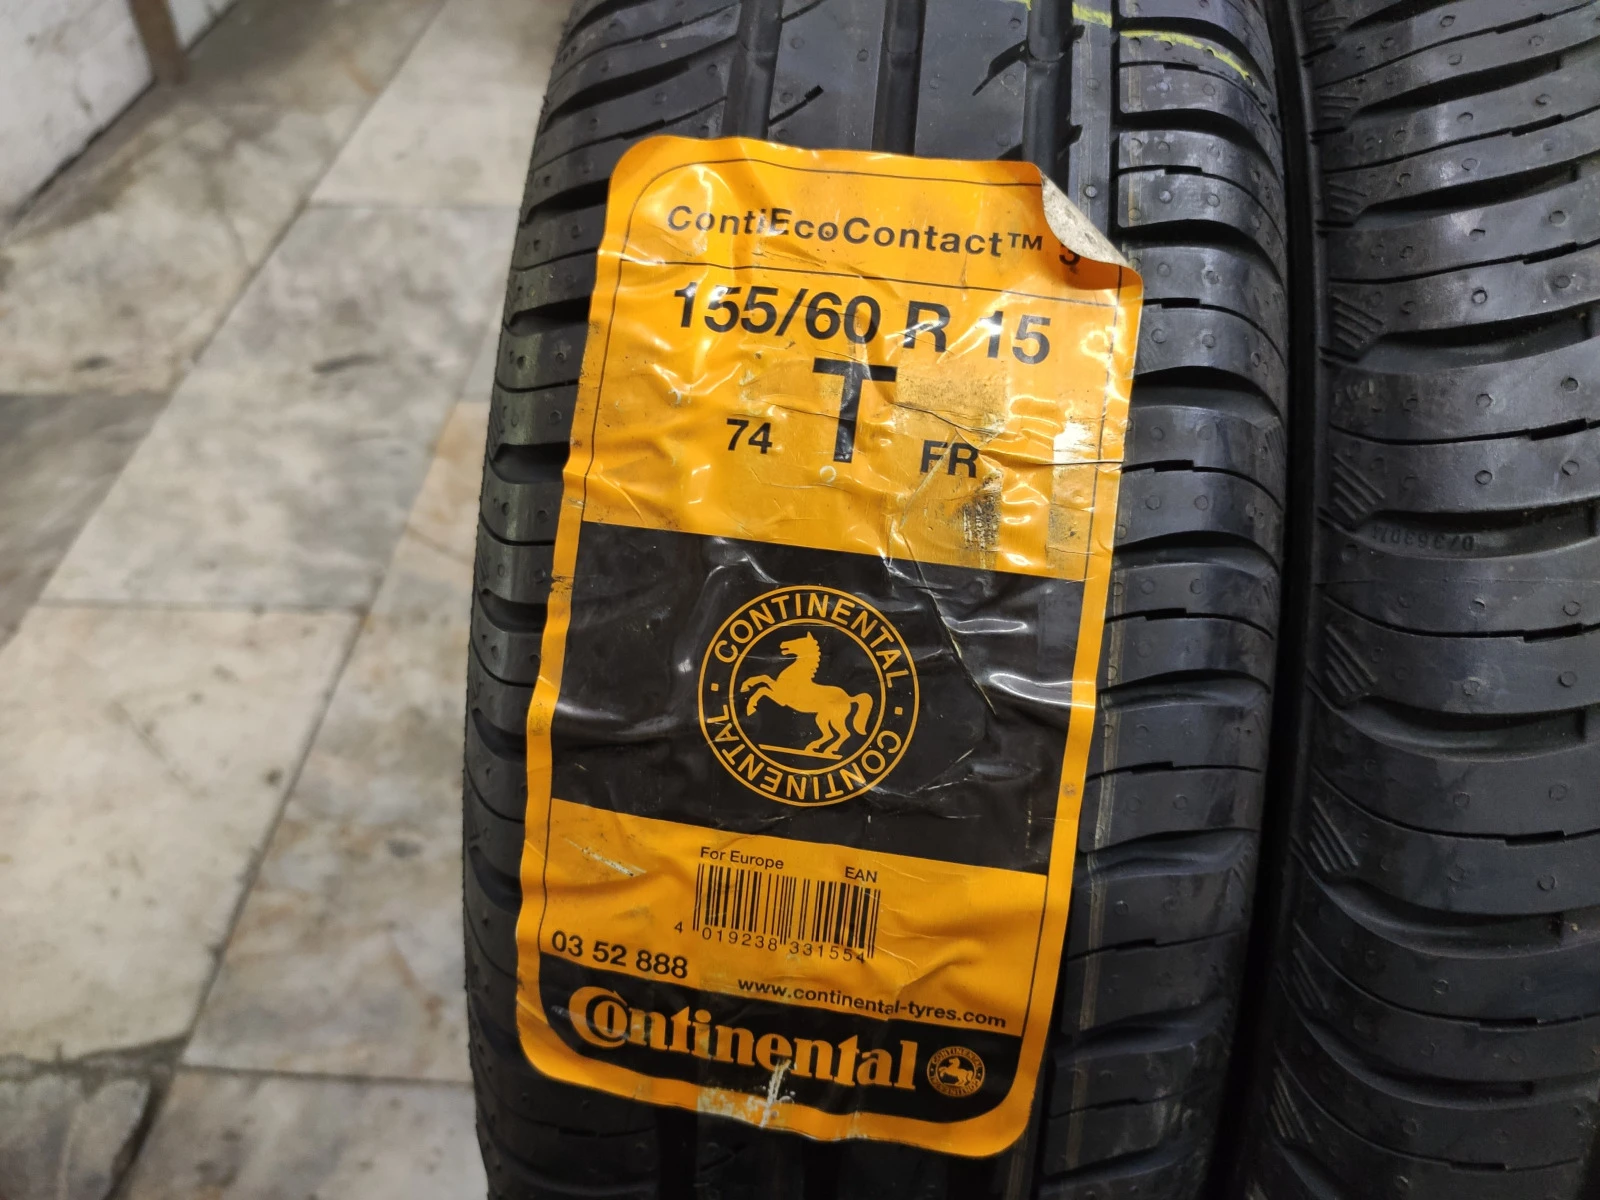 ContiEcoContact™ 3
155/60 R 15
74 T FR
CONTINENTAL · CONTINENTAL ·
For Europe EAN
4 019238 331554
03 52 888
www.continental-tyres.com
Continental